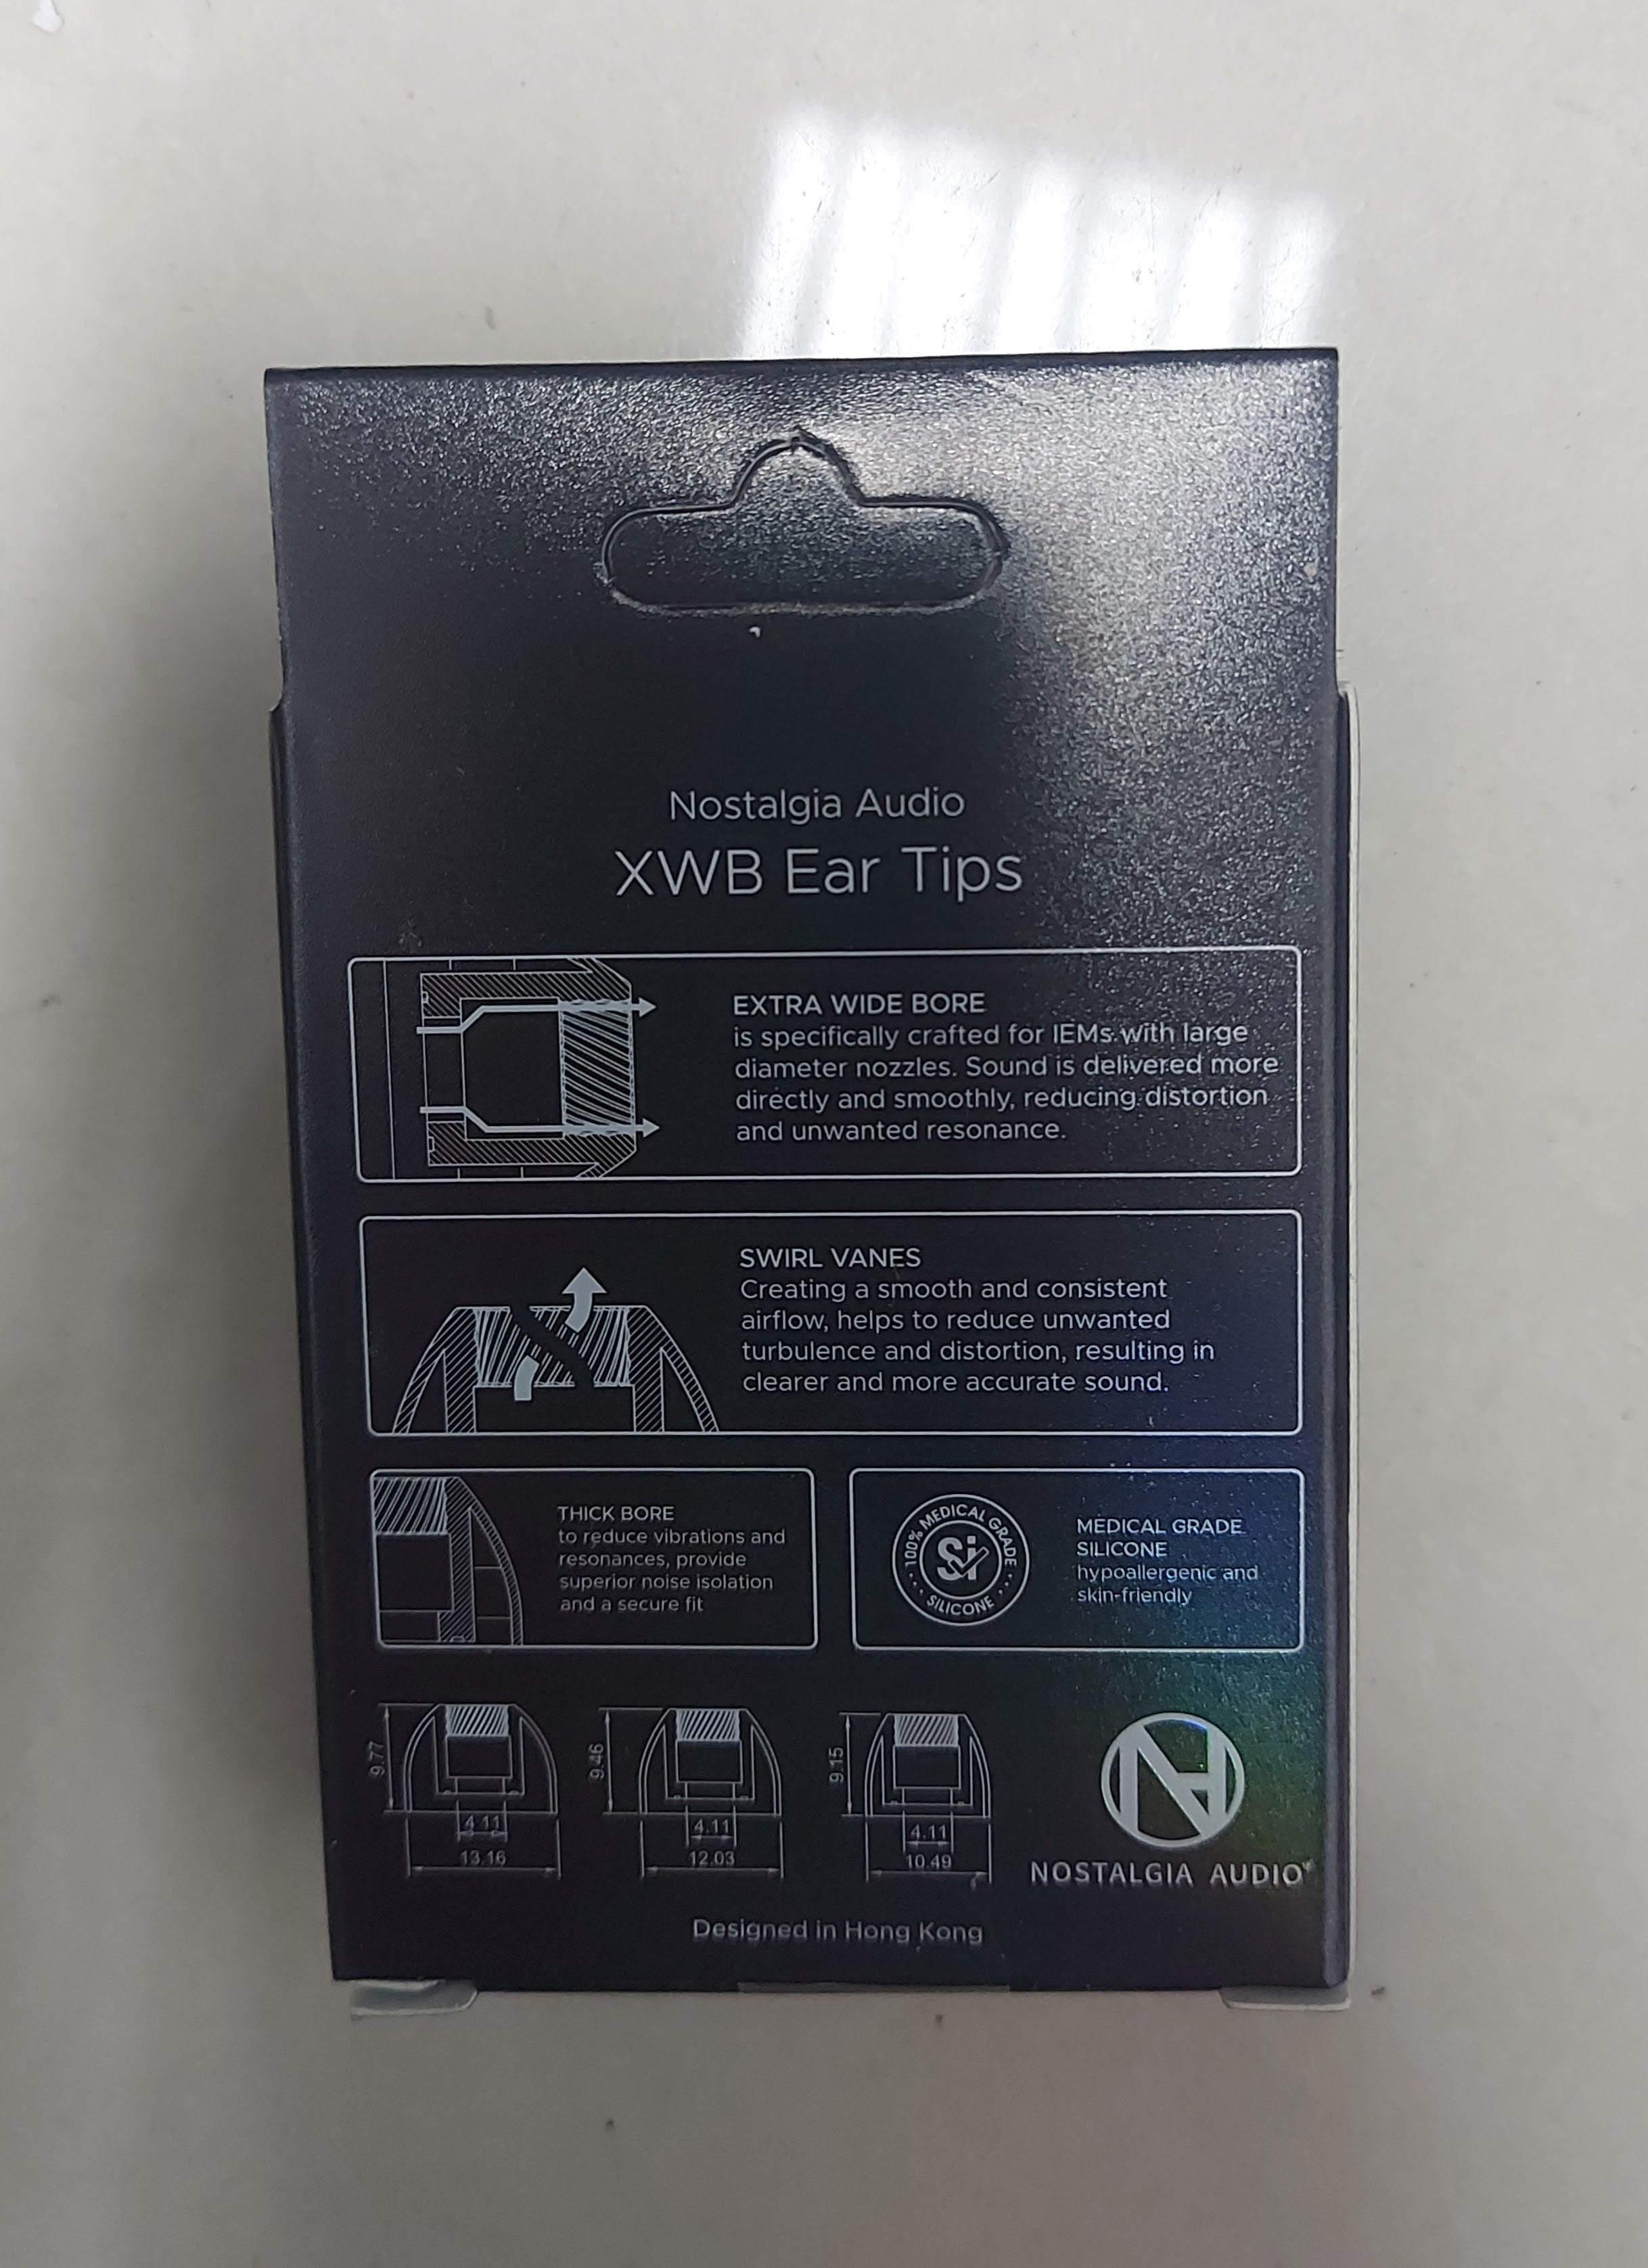 Nostalgia Audio
XWB Ear Tips
EXTRA WIDE BORE
is specifically crafted for IEMs with large
diameter nozzles. Sound is delivered more
directly and smoothly, reducing distortion
and unwanted resonance.
SWIRL VANES
Creating a smooth and consistent
airflow, helps to reduce unwanted
turbulence and distortion, resulting in
clearer and more accurate sound.
THICK BORE
to reduce vibrations and
resonances, provide
superior noise isolation
and a secure fit
100% MEDICAL GRADE
Si
SILICONE
MEDICAL GRADE
SILICONE
hypoallergenic and
skin-friendly
9.77
4.11
13.16
9.46
4.11
12.03
9.15
4.11
10.49
NOSTALGIA AUDIO
Designed in Hong Kong